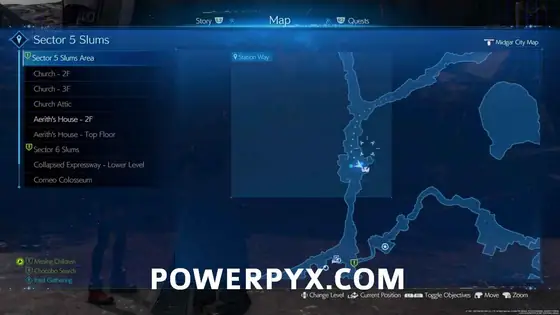 Story
Map
Quests
Sector 5 Slums
Midgar City Map
Sector 5 Slums Area
Station Way
Church - 2F
Church - 3F
Church Attic
Aerith's House - 2F
Aerith's House - Top Floor
Sector 6 Slums
Collapsed Expressway - Lower Level
Corneo Colosseum
Missing Children
Chocobo Search
Paid Gathering
POWERPYX.COM
Change Level
Current Position
Toggle Objectives
Move
Zoom